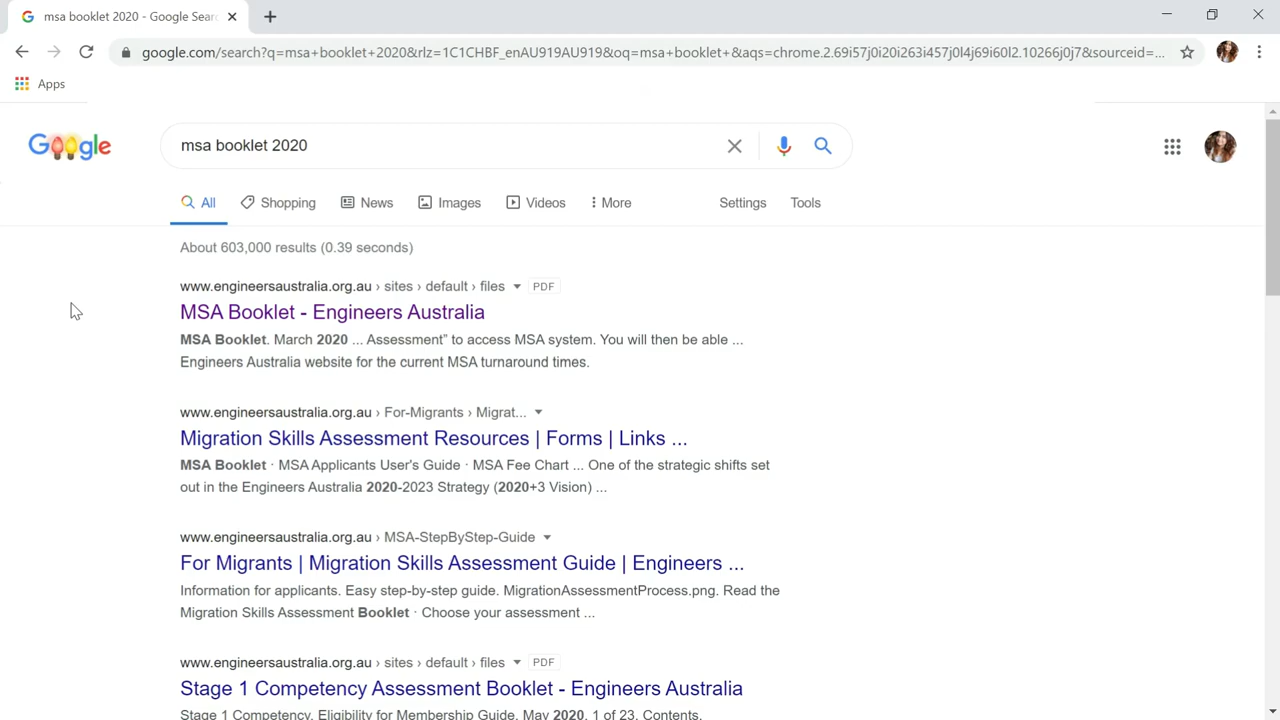 msa booklet 2020 - Google Sear
google.com/search?q=msa+booklet+2020&rlz=1C1CHBF_enAU919AU919&oq=msa+booklet+&aqs=chrome.2.69i57j0i20i263i457j0l4j69i60l2.10266j0j7&sourceid=...
Apps
Google
msa booklet 2020
All Shopping News Images Videos More Settings Tools
About 603,000 results (0.39 seconds)
www.engineersaustralia.org.au › sites › default › files PDF
MSA Booklet - Engineers Australia
MSA Booklet. March 2020 ... Assessment” to access MSA system. You will then be able ...
Engineers Australia website for the current MSA turnaround times.
www.engineersaustralia.org.au › For-Migrants › Migrat...
Migration Skills Assessment Resources | Forms | Links ...
MSA Booklet · MSA Applicants User's Guide · MSA Fee Chart ... One of the strategic shifts set
out in the Engineers Australia 2020-2023 Strategy (2020+3 Vision) ...
www.engineersaustralia.org.au › MSA-StepByStep-Guide
For Migrants | Migration Skills Assessment Guide | Engineers ...
Information for applicants. Easy step-by-step guide. MigrationAssessmentProcess.png. Read the
Migration Skills Assessment Booklet · Choose your assessment ...
www.engineersaustralia.org.au › sites › default › files PDF
Stage 1 Competency Assessment Booklet - Engineers Australia
Stage 1 Competency. Eligibility for Membership Guide. May 2020. 1 of 23. Contents.